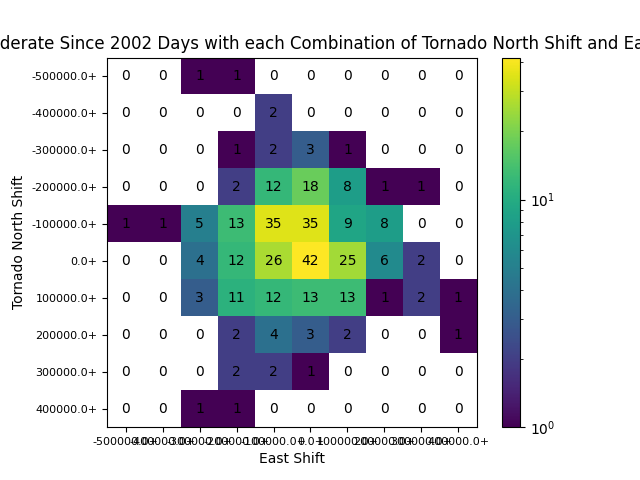 derate Since 2002 Days with each Combination of Tornado North Shift and Ea
Tornado North Shift
-500000.0+ 0 0 1 1 0 0 0 0 0 0
-400000.0+ 0 0 0 0 2 0 0 0 0 0
-300000.0+ 0 0 0 1 2 3 1 0 0 0
-200000.0+ 0 0 0 2 12 18 8 1 1 0
-100000.0+ 1 1 5 13 35 35 9 8 0 0
0.0+ 0 0 4 12 26 42 25 6 2 0
100000.0+ 0 0 3 11 12 13 13 1 2 1
200000.0+ 0 0 0 2 4 3 2 0 0 1
300000.0+ 0 0 0 2 2 1 0 0 0 0
400000.0+ 0 0 1 1 0 0 0 0 0 0
East Shift
10¹
10⁰